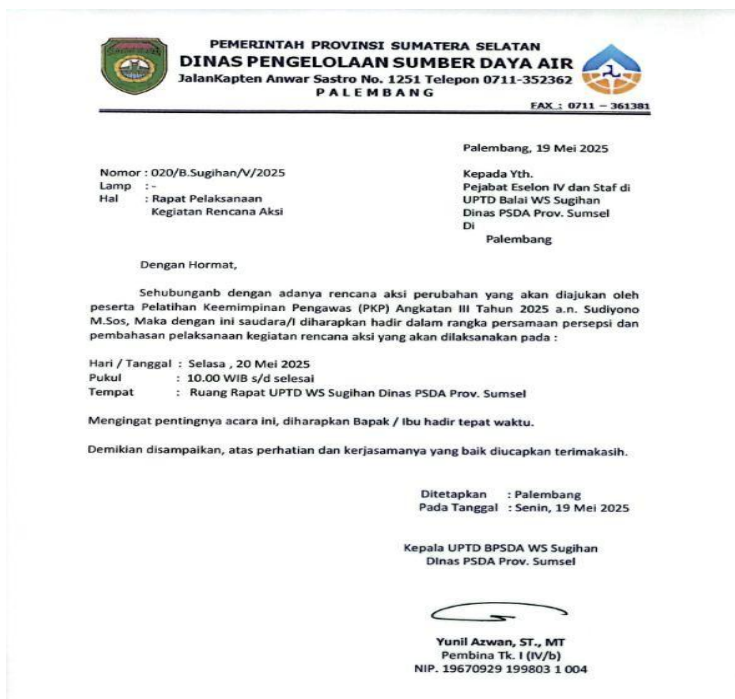 PEMERINTAH PROVINSI SUMATERA SELATAN
DINAS PENGELOLAAN SUMBER DAYA AIR
JalanKapten Anwar Sastro No. 1251 Telepon 0711-352362
PALEMBANG
FAX : 0711 – 361381
Palembang, 19 Mei 2025
Nomor : 020/B.Sugihan/V/2025
Lamp : -
Hal : Rapat Pelaksanaan
Kegiatan Rencana Aksi
Kepada Yth.
Pejabat Eselon IV dan Staf di
UPTD Balai WS Sugihan
Dinas PSDA Prov. Sumsel
Di
Palembang
Dengan Hormat,
Sehubunganb dengan adanya rencana aksi perubahan yang akan diajukan oleh
peserta Pelatihan Keemimpinan Pengawas (PKP) Angkatan III Tahun 2025 a.n. Sudiyono
M.Sos, Maka dengan ini saudara/I diharapkan hadir dalam rangka persamaan persepsi dan
pembahasan pelaksanaan kegiatan rencana aksi yang akan dilaksanakan pada :
Hari / Tanggal : Selasa , 20 Mei 2025
Pukul : 10.00 WIB s/d selesai
Tempat : Ruang Rapat UPTD WS Sugihan Dinas PSDA Prov. Sumsel
Mengingat pentingnya acara ini, diharapkan Bapak / Ibu hadir tepat waktu.
Demikian disampaikan, atas perhatian dan kerjasamanya yang baik diucapkan terimakasih.
Ditetapkan : Palembang
Pada Tanggal : Senin, 19 Mei 2025
Kepala UPTD BPSDA WS Sugihan
Dinas PSDA Prov. Sumsel
Yunil Azwan, ST., MT
Pembina Tk. I (IV/b)
NIP. 19670929 199803 1 004